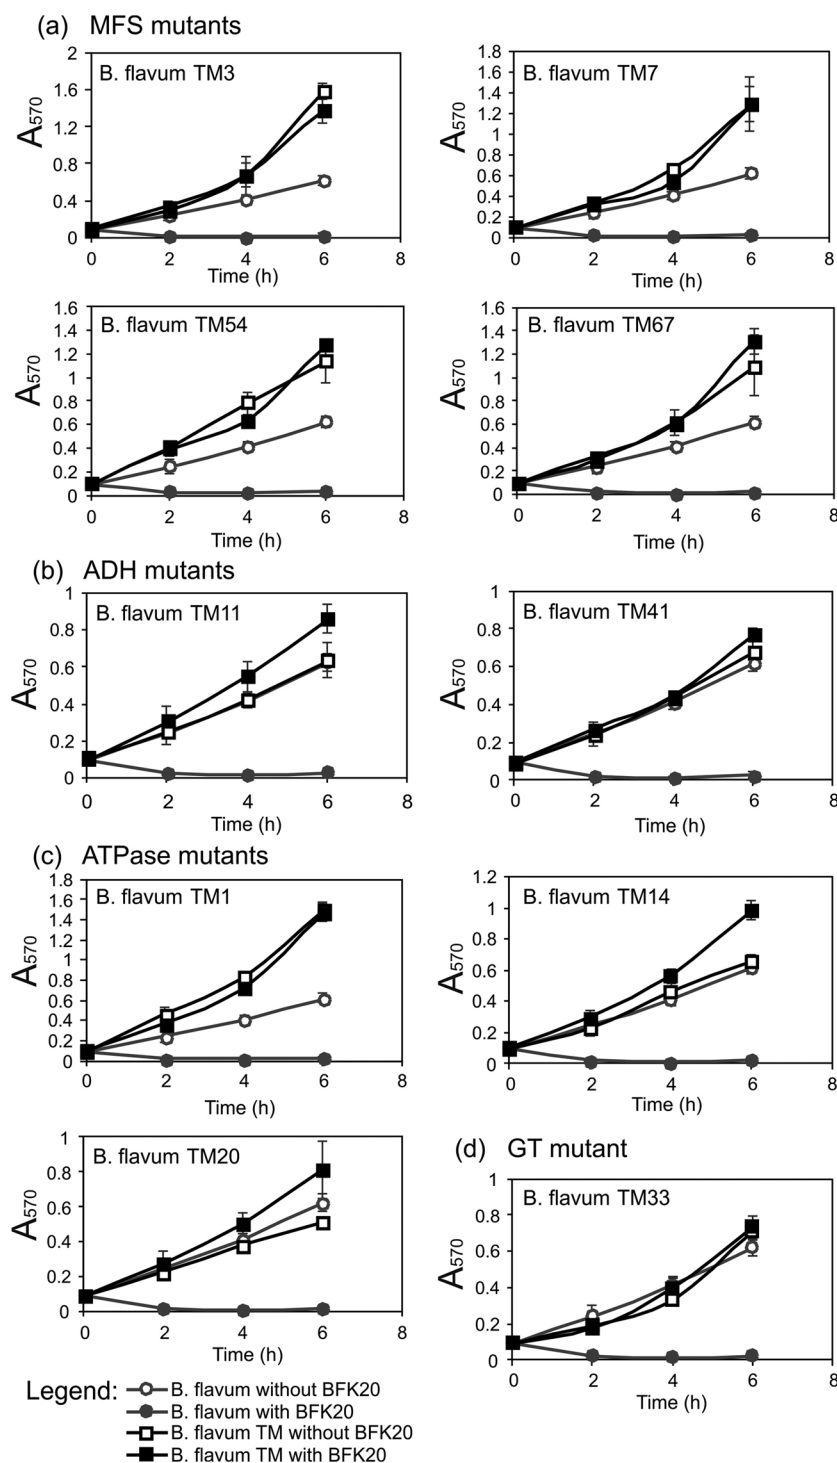 (a) MFS mutants
B. flavum TM3
A570
2
1.6
1.2
0.8
0.4
0
0 2 4 6 8
Time (h)
B. flavum TM7
A570
1.8
1.6
1.4
1.2
1
0.8
0.6
0.4
0.2
0
0 2 4 6 8
Time (h)
B. flavum TM54
A570
1.6
1.4
1.2
1
0.8
0.6
0.4
0.2
0
0 2 4 6 8
Time (h)
B. flavum TM67
A570
1.6
1.4
1.2
1
0.8
0.6
0.4
0.2
0
0 2 4 6 8
Time (h)
(b) ADH mutants
B. flavum TM11
A570
1
0.8
0.6
0.4
0.2
0
0 2 4 6 8
Time (h)
B. flavum TM41
A570
1
0.8
0.6
0.4
0.2
0
0 2 4 6 8
Time (h)
(c) ATPase mutants
B. flavum TM1
A570
1.8
1.6
1.4
1.2
1
0.8
0.6
0.4
0.2
0
0 2 4 6 8
Time (h)
B. flavum TM14
A570
1.2
1
0.8
0.6
0.4
0.2
0
0 2 4 6 8
Time (h)
B. flavum TM20
A570
1
0.8
0.6
0.4
0.2
0
0 2 4 6 8
Time (h)
(d) GT mutant
B. flavum TM33
A570
1
0.8
0.6
0.4
0.2
0
0 2 4 6 8
Time (h)
Legend:
B. flavum without BFK20
B. flavum with BFK20
B. flavum TM without BFK20
B. flavum TM with BFK20